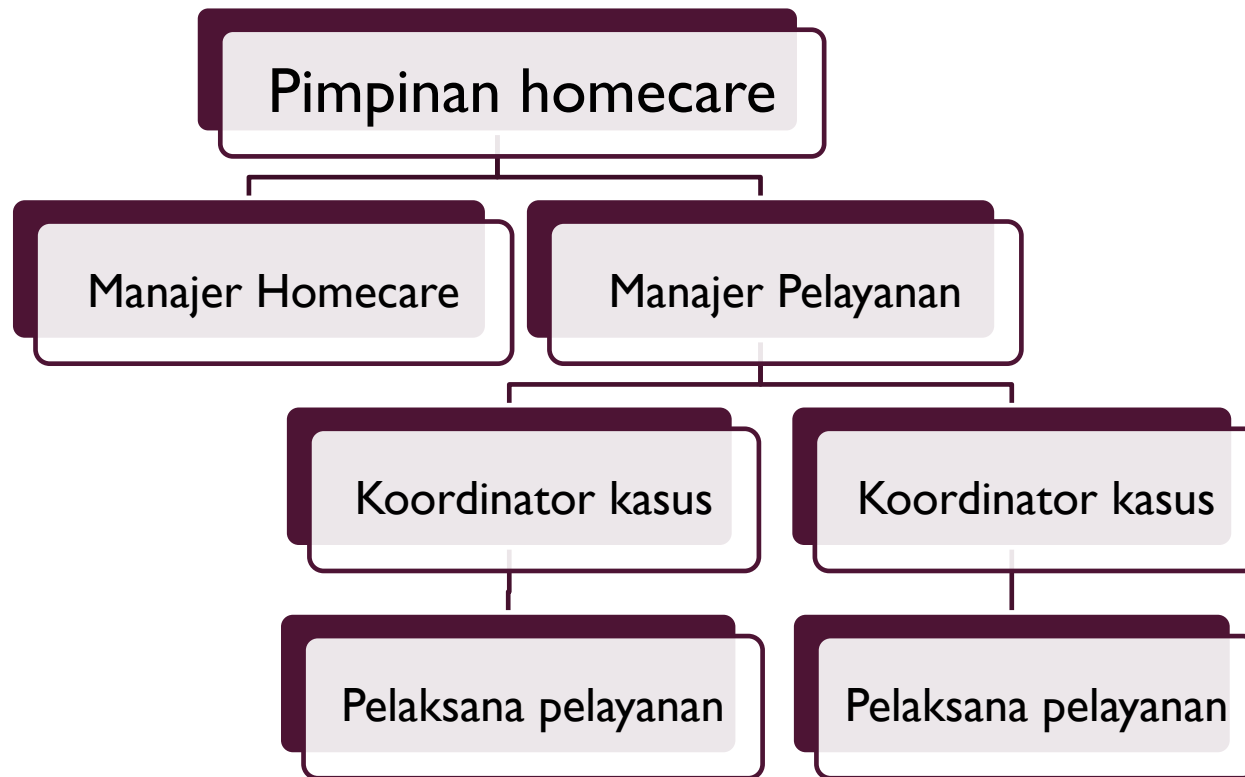 Pimpinan homecare
Manajer Homecare
Manajer Pelayanan
Koordinator kasus
Koordinator kasus
Pelaksana pelayanan
Pelaksana pelayanan